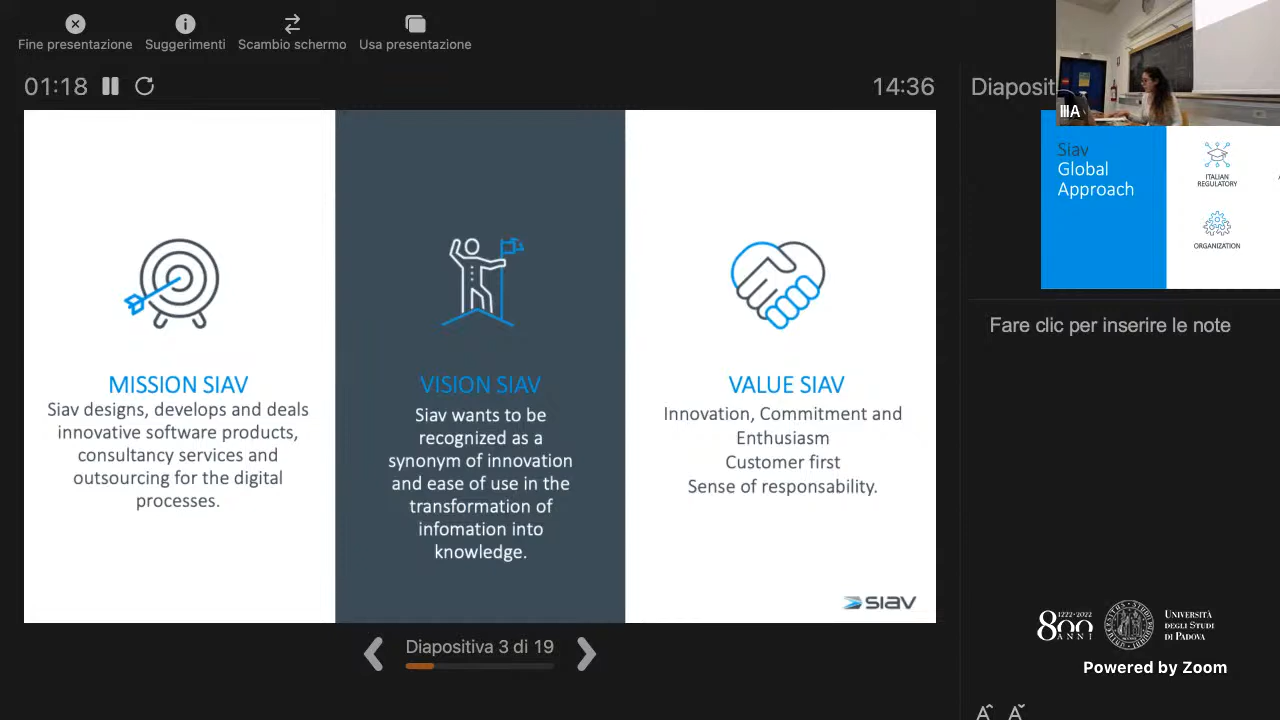 Fine presentazione
Suggerimenti
Scambio schermo
Usa presentazione
01:18
14:36
Diaposit
IIIA
MISSION SIAV
Siav designs, develops and deals
innovative software products,
consultancy services and
outsourcing for the digital
processes.
VISION SIAV
Siav wants to be
recognized as a
synonym of innovation
and ease of use in the
transformation of
infomation into
knowledge.
VALUE SIAV
Innovation, Commitment and
Enthusiasm
Customer first
Sense of responsability.
SIAV
Diapositiva 3 di 19
Siav
Global
Approach
ITALIAN
REGULATORY
ORGANIZATION
Fare clic per inserire le note
1222·2022
800
ANNI
UNIVERSITÀ
DEGLI STUDI
DI PADOVA
Powered by Zoom
A A